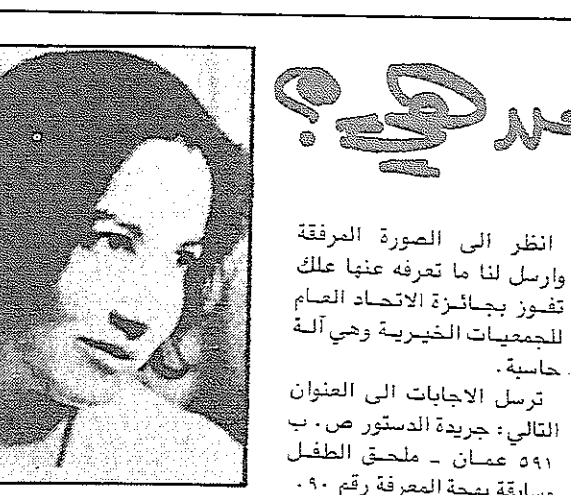 هي؟
انظر الى الصورة المرفقة
وارسل لنا ما تعرفه عنها علك
تفوز بجائزة الاتحاد العام
للجمعيات الخيرية وهي آلة
حاسبة.
ترسل الاجابات الى العنوان
التالي: جريدة الدستور ص. ب
٥٩١ عمان ـ ملحق الطفل
مسابقة بهجة المعرفة رقم ٩٠.